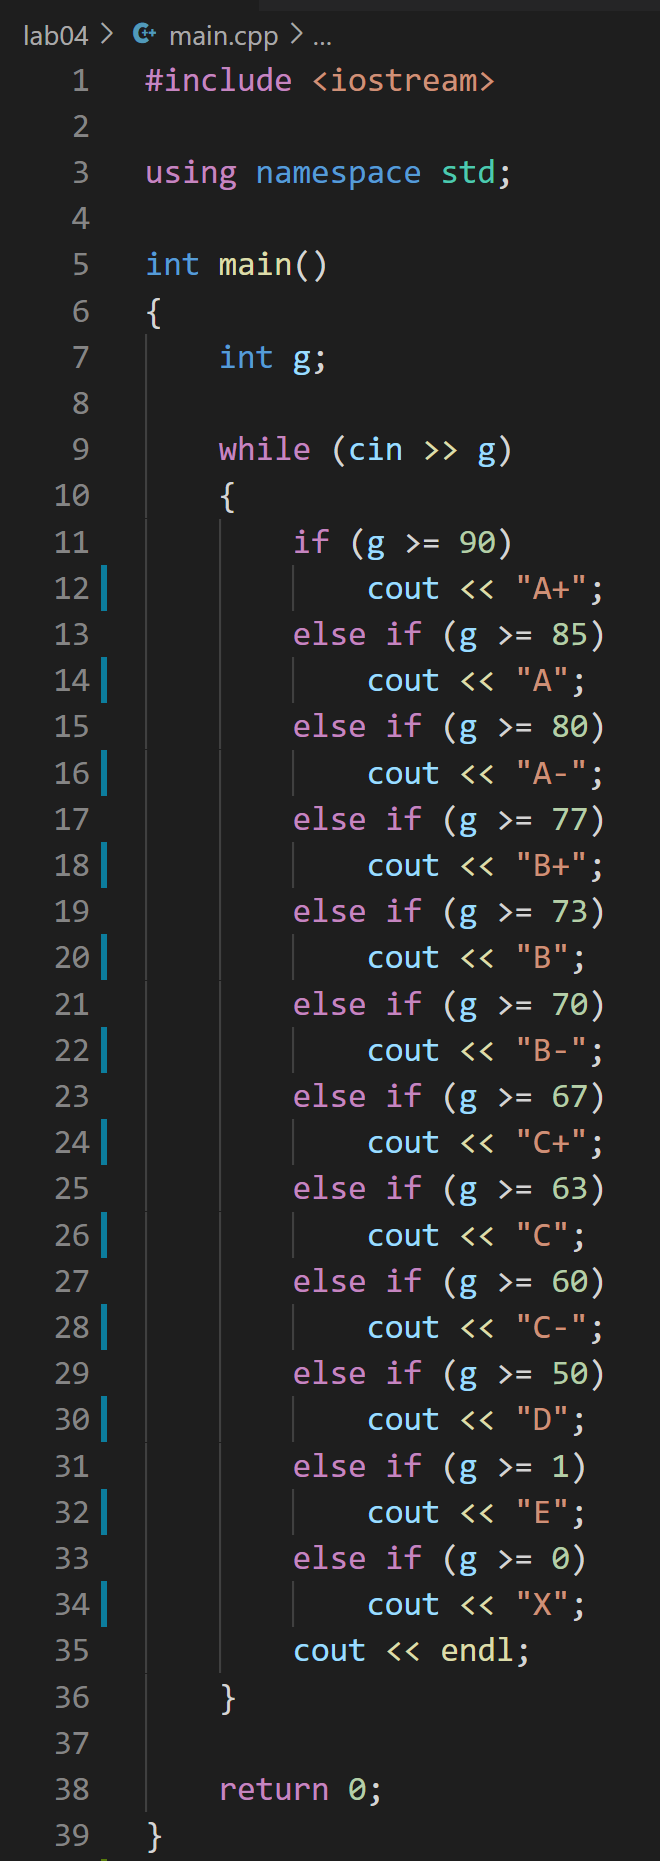 lab04 > main.cpp > ...
1 #include <iostream>
2
3 using namespace std;
4
5 int main()
6 {
7     int g;
8
9     while (cin >> g)
10     {
11         if (g >= 90)
12             cout << "A+";
13         else if (g >= 85)
14             cout << "A";
15         else if (g >= 80)
16             cout << "A-";
17         else if (g >= 77)
18             cout << "B+";
19         else if (g >= 73)
20             cout << "B";
21         else if (g >= 70)
22             cout << "B-";
23         else if (g >= 67)
24             cout << "C+";
25         else if (g >= 63)
26             cout << "C";
27         else if (g >= 60)
28             cout << "C-";
29         else if (g >= 50)
30             cout << "D";
31         else if (g >= 1)
32             cout << "E";
33         else if (g >= 0)
34             cout << "X";
35         cout << endl;
36     }
37
38     return 0;
39 }